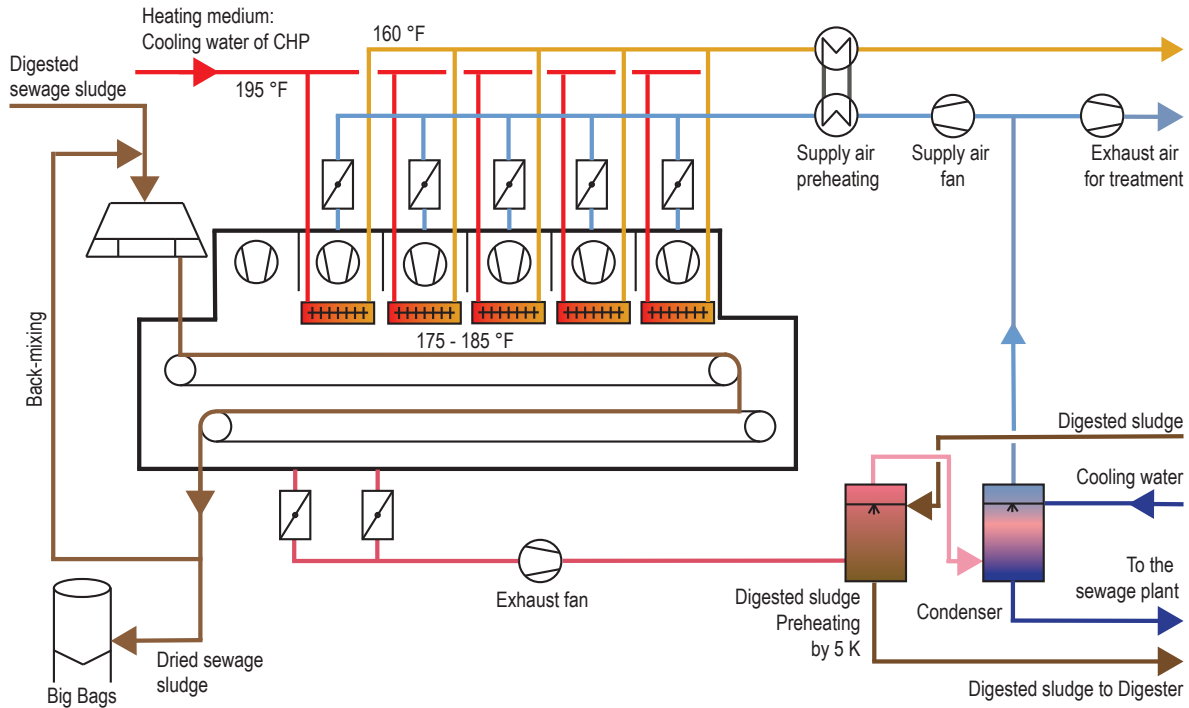 Heating medium:
Cooling water of CHP
160 °F
Digested
sewage sludge
195 °F
Supply air
preheating
Supply air
fan
Exhaust air
for treatment
Back-mixing
175 - 185 °F
Digested sludge
Cooling water
To the
sewage plant
Exhaust fan
Digested sludge
Preheating
by 5 K
Condenser
Dried sewage
sludge
Big Bags
Digested sludge to Digester